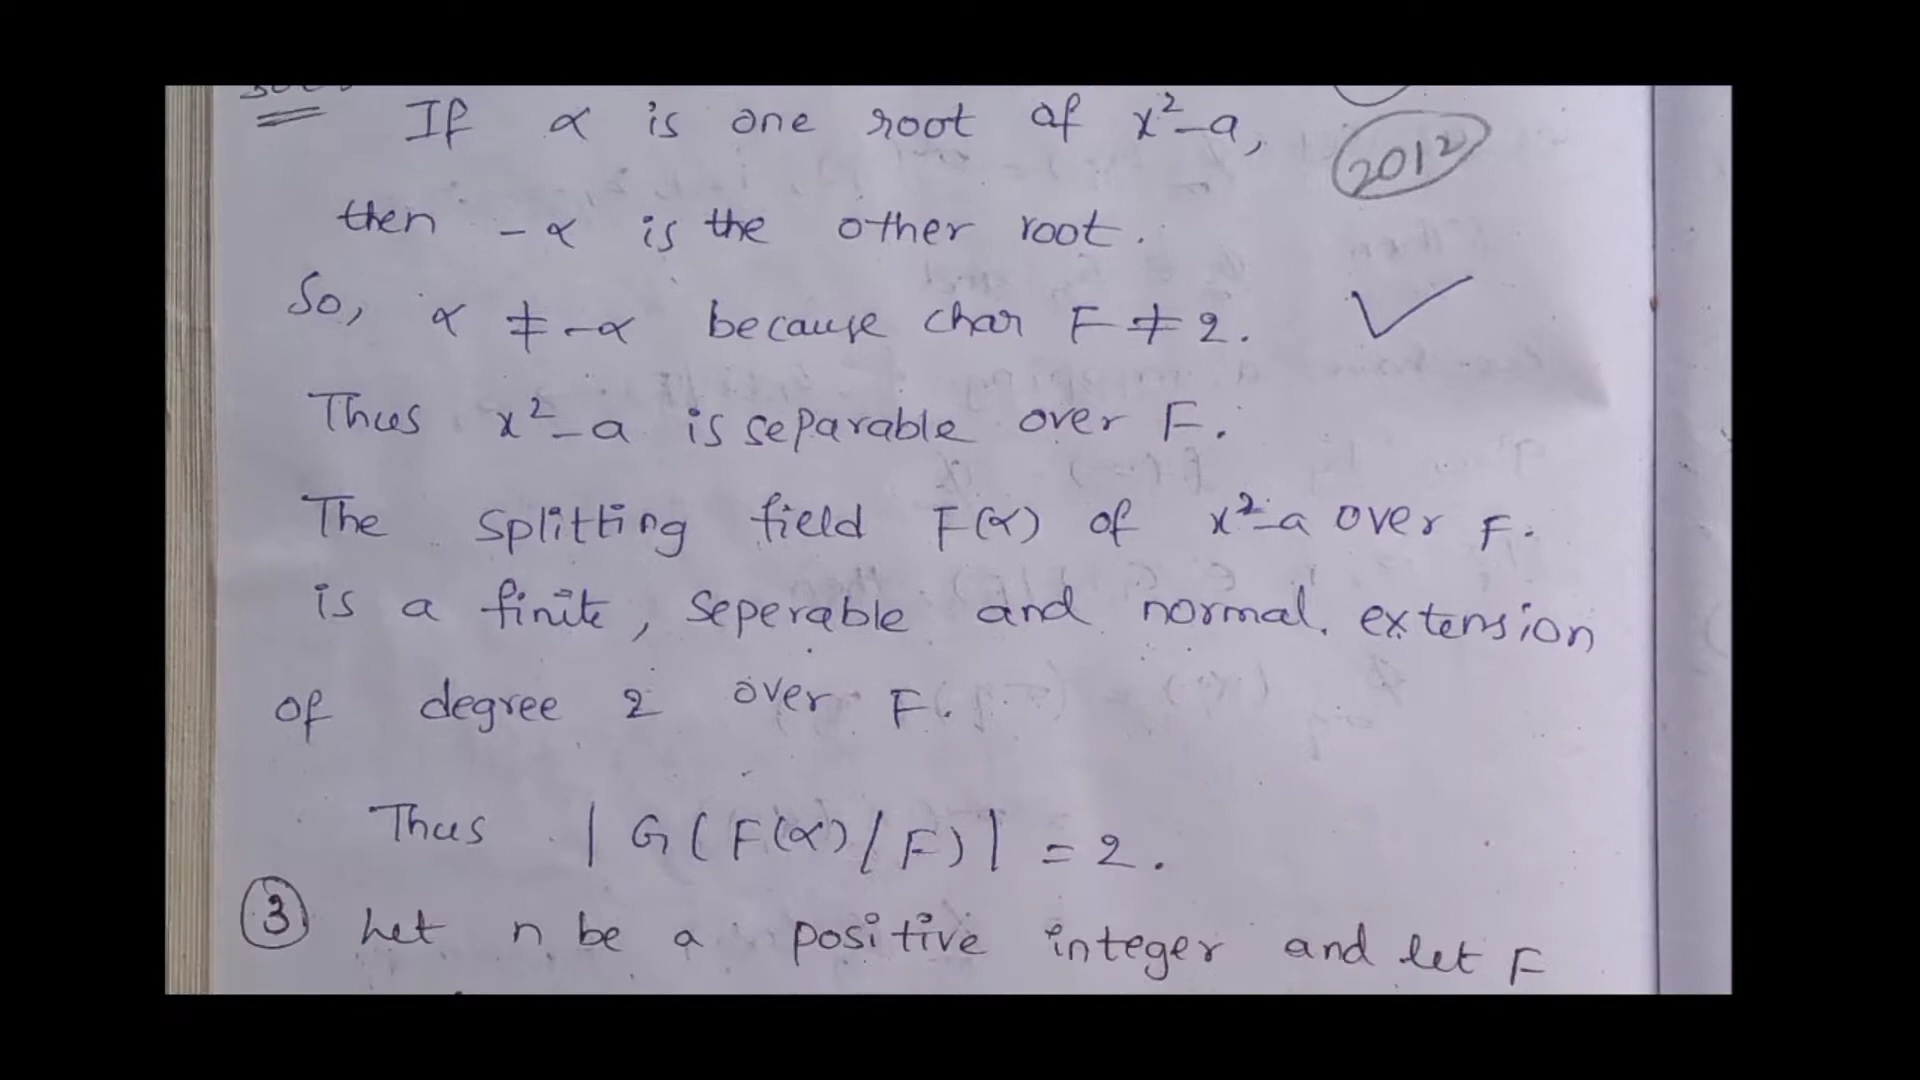 If α is one root of x²-a,
2012
then -α is the other root.
So, α ≠ -α because char F ≠ 2.
Thus x²-a is separable over F.
The splitting field F(α) of x²-a over F.
is a finite, seperable and normal. extension
of degree 2 over F.
Thus |G(F(α)/F)| = 2.
③ Let n be a positive integer and let F